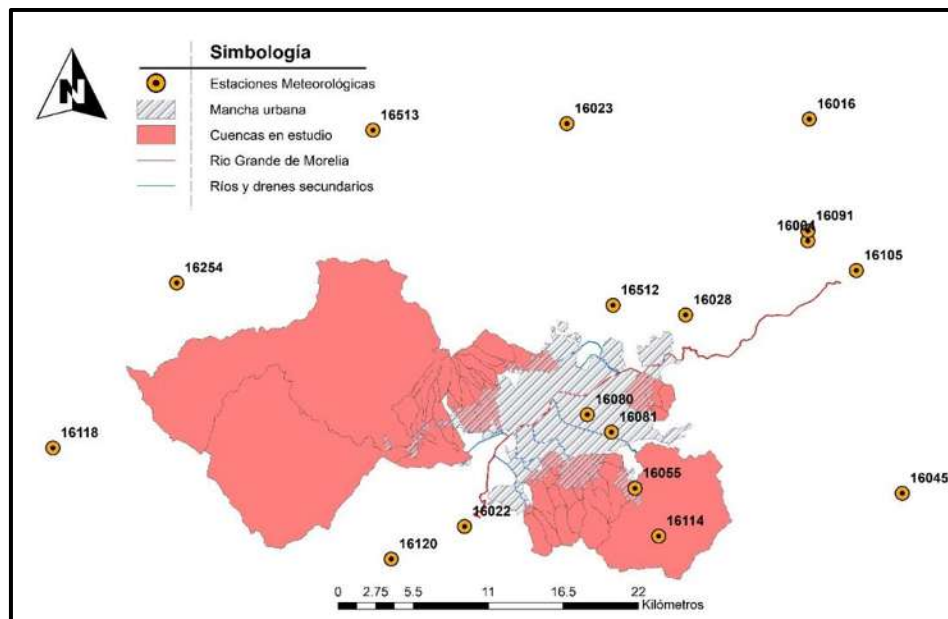 Simbología
N
Estaciones Meteorológicas
Mancha urbana
Cuencas en estudio
Rio Grande de Morelia
Ríos y drenes secundarios
16513
16023
16016
16091
16105
16254
16512
16028
16080
16081
16118
16055
16045
16022
16114
16120
0 2.75 5.5 11 16.5 22
Kilómetros